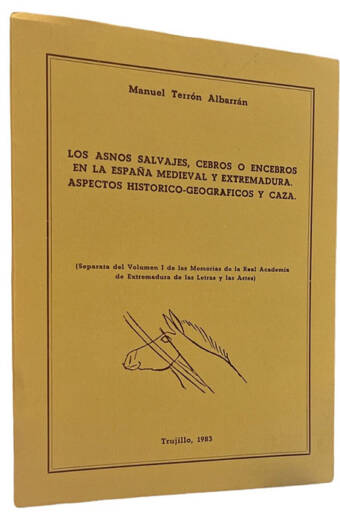 Manuel Terrón Albarrán
LOS ASNOS SALVAJES, CEBROS O ENCEBROS
EN LA ESPAÑA MEDIEVAL Y EXTREMADURA.
ASPECTOS HISTORICO-GEOGRAFICOS Y CAZA.
(Separata del Volumen I de las Memorias de la Real Academia
de Extremadura de las Letras y las Artes)
Trujillo, 1983